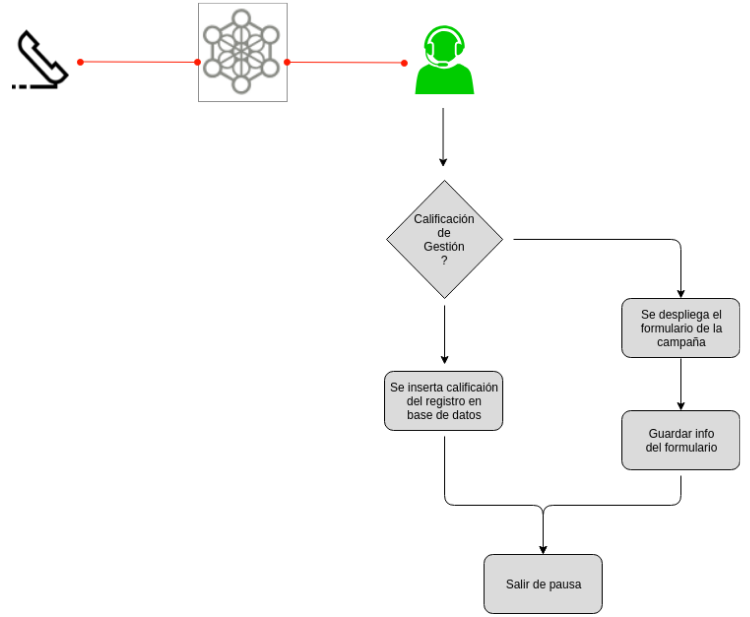 Calificación
de
Gestión
?
Se despliega el
formulario de la
campaña
Se inserta calificaión
del registro en
base de datos
Guardar info
del formulario
Salir de pausa